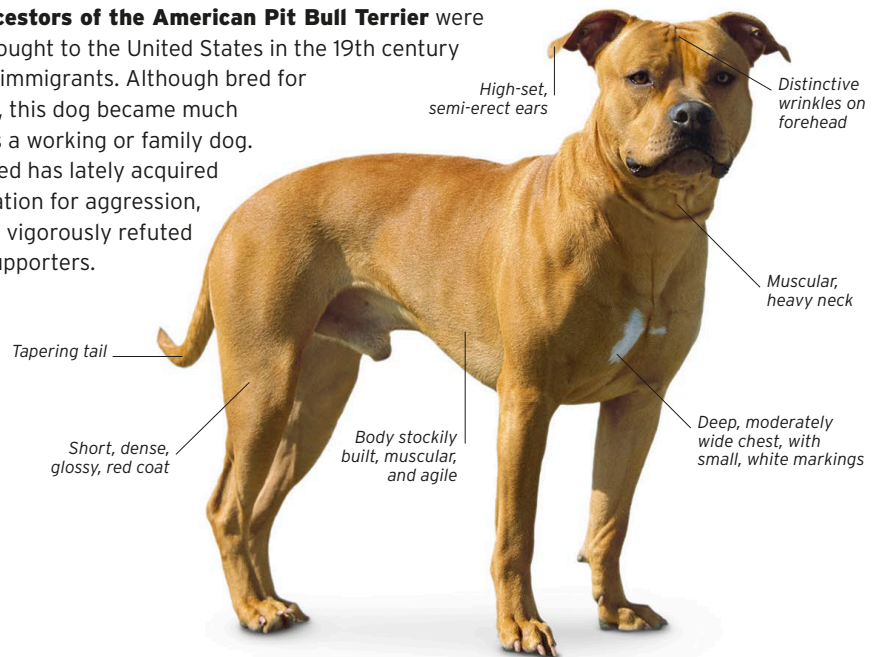 cestors of the American Pit Bull Terrier were
ought to the United States in the 19th century
immigrants. Although bred for
, this dog became much
s a working or family dog.
ed has lately acquired
ation for aggression,
vigorously refuted
upporters.
High-set,
semi-erect ears
Distinctive
wrinkles on
forehead
Muscular,
heavy neck
Tapering tail
Deep, moderately
wide chest, with
small, white markings
Short, dense,
glossy, red coat
Body stockily
built, muscular,
and agile